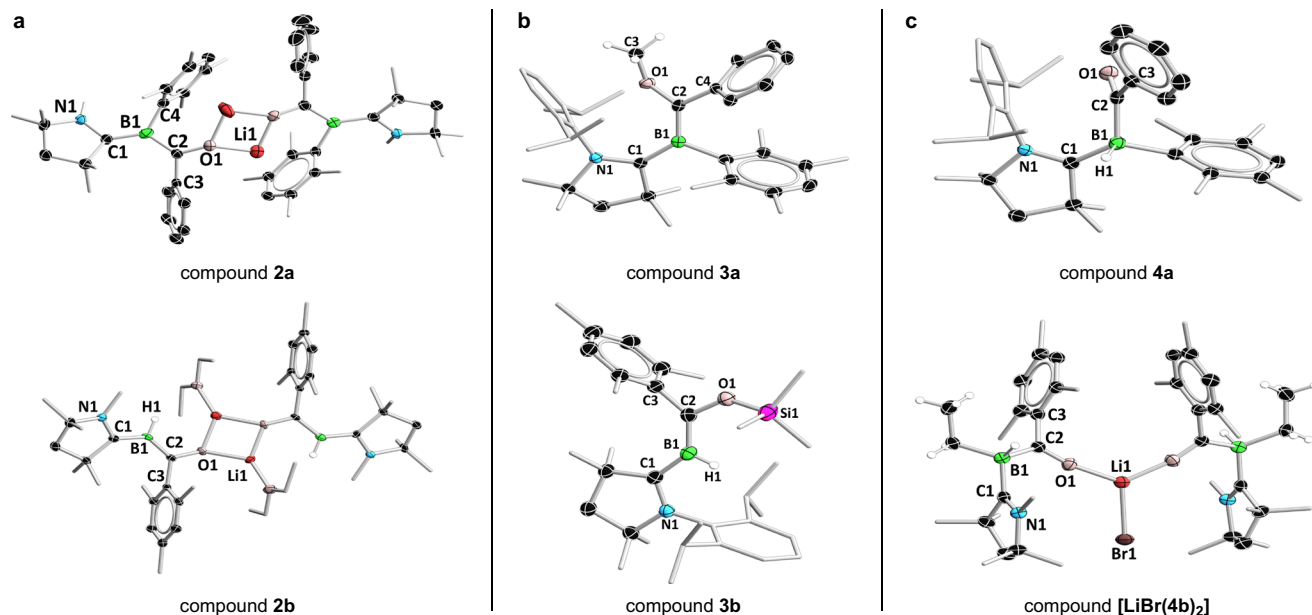 a
N1
B1
C4
C1
C2
Li1
O1
C3
compound 2a
N1
H1
C1
B1
C2
C3
O1
Li1
compound 2b
b
C3
O1
C4
C2
B1
N1
C1
compound 3a
C3
C2
O1
Si1
B1
C1
H1
N1
compound 3b
c
O1
C3
C2
B1
C1
N1
H1
compound 4a
C3
C2
B1
O1
Li1
C1
N1
Br1
compound [LiBr(4b)₂]